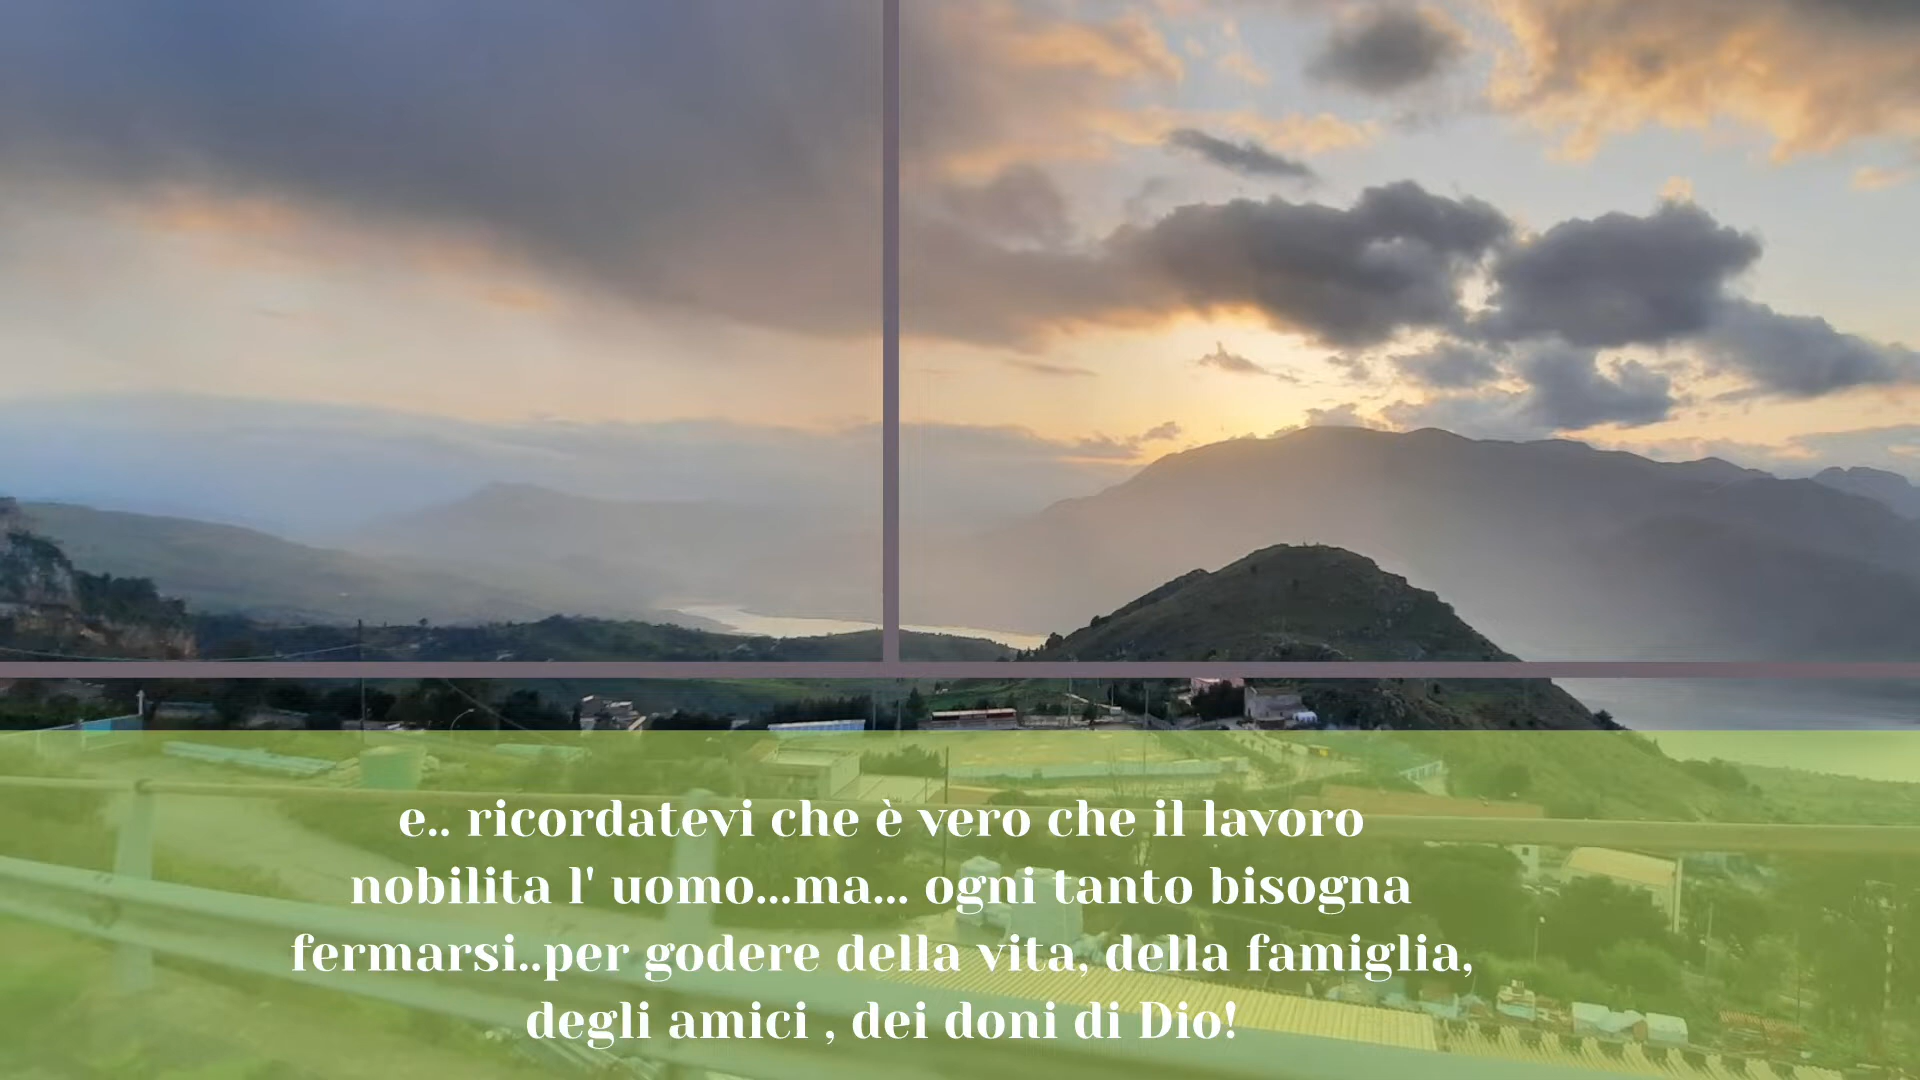 e.. ricordatevi che è vero che il lavoro
nobilita l' uomo...ma... ogni tanto bisogna
fermarsi..per godere della vita, della famiglia,
degli amici , dei doni di Dio!